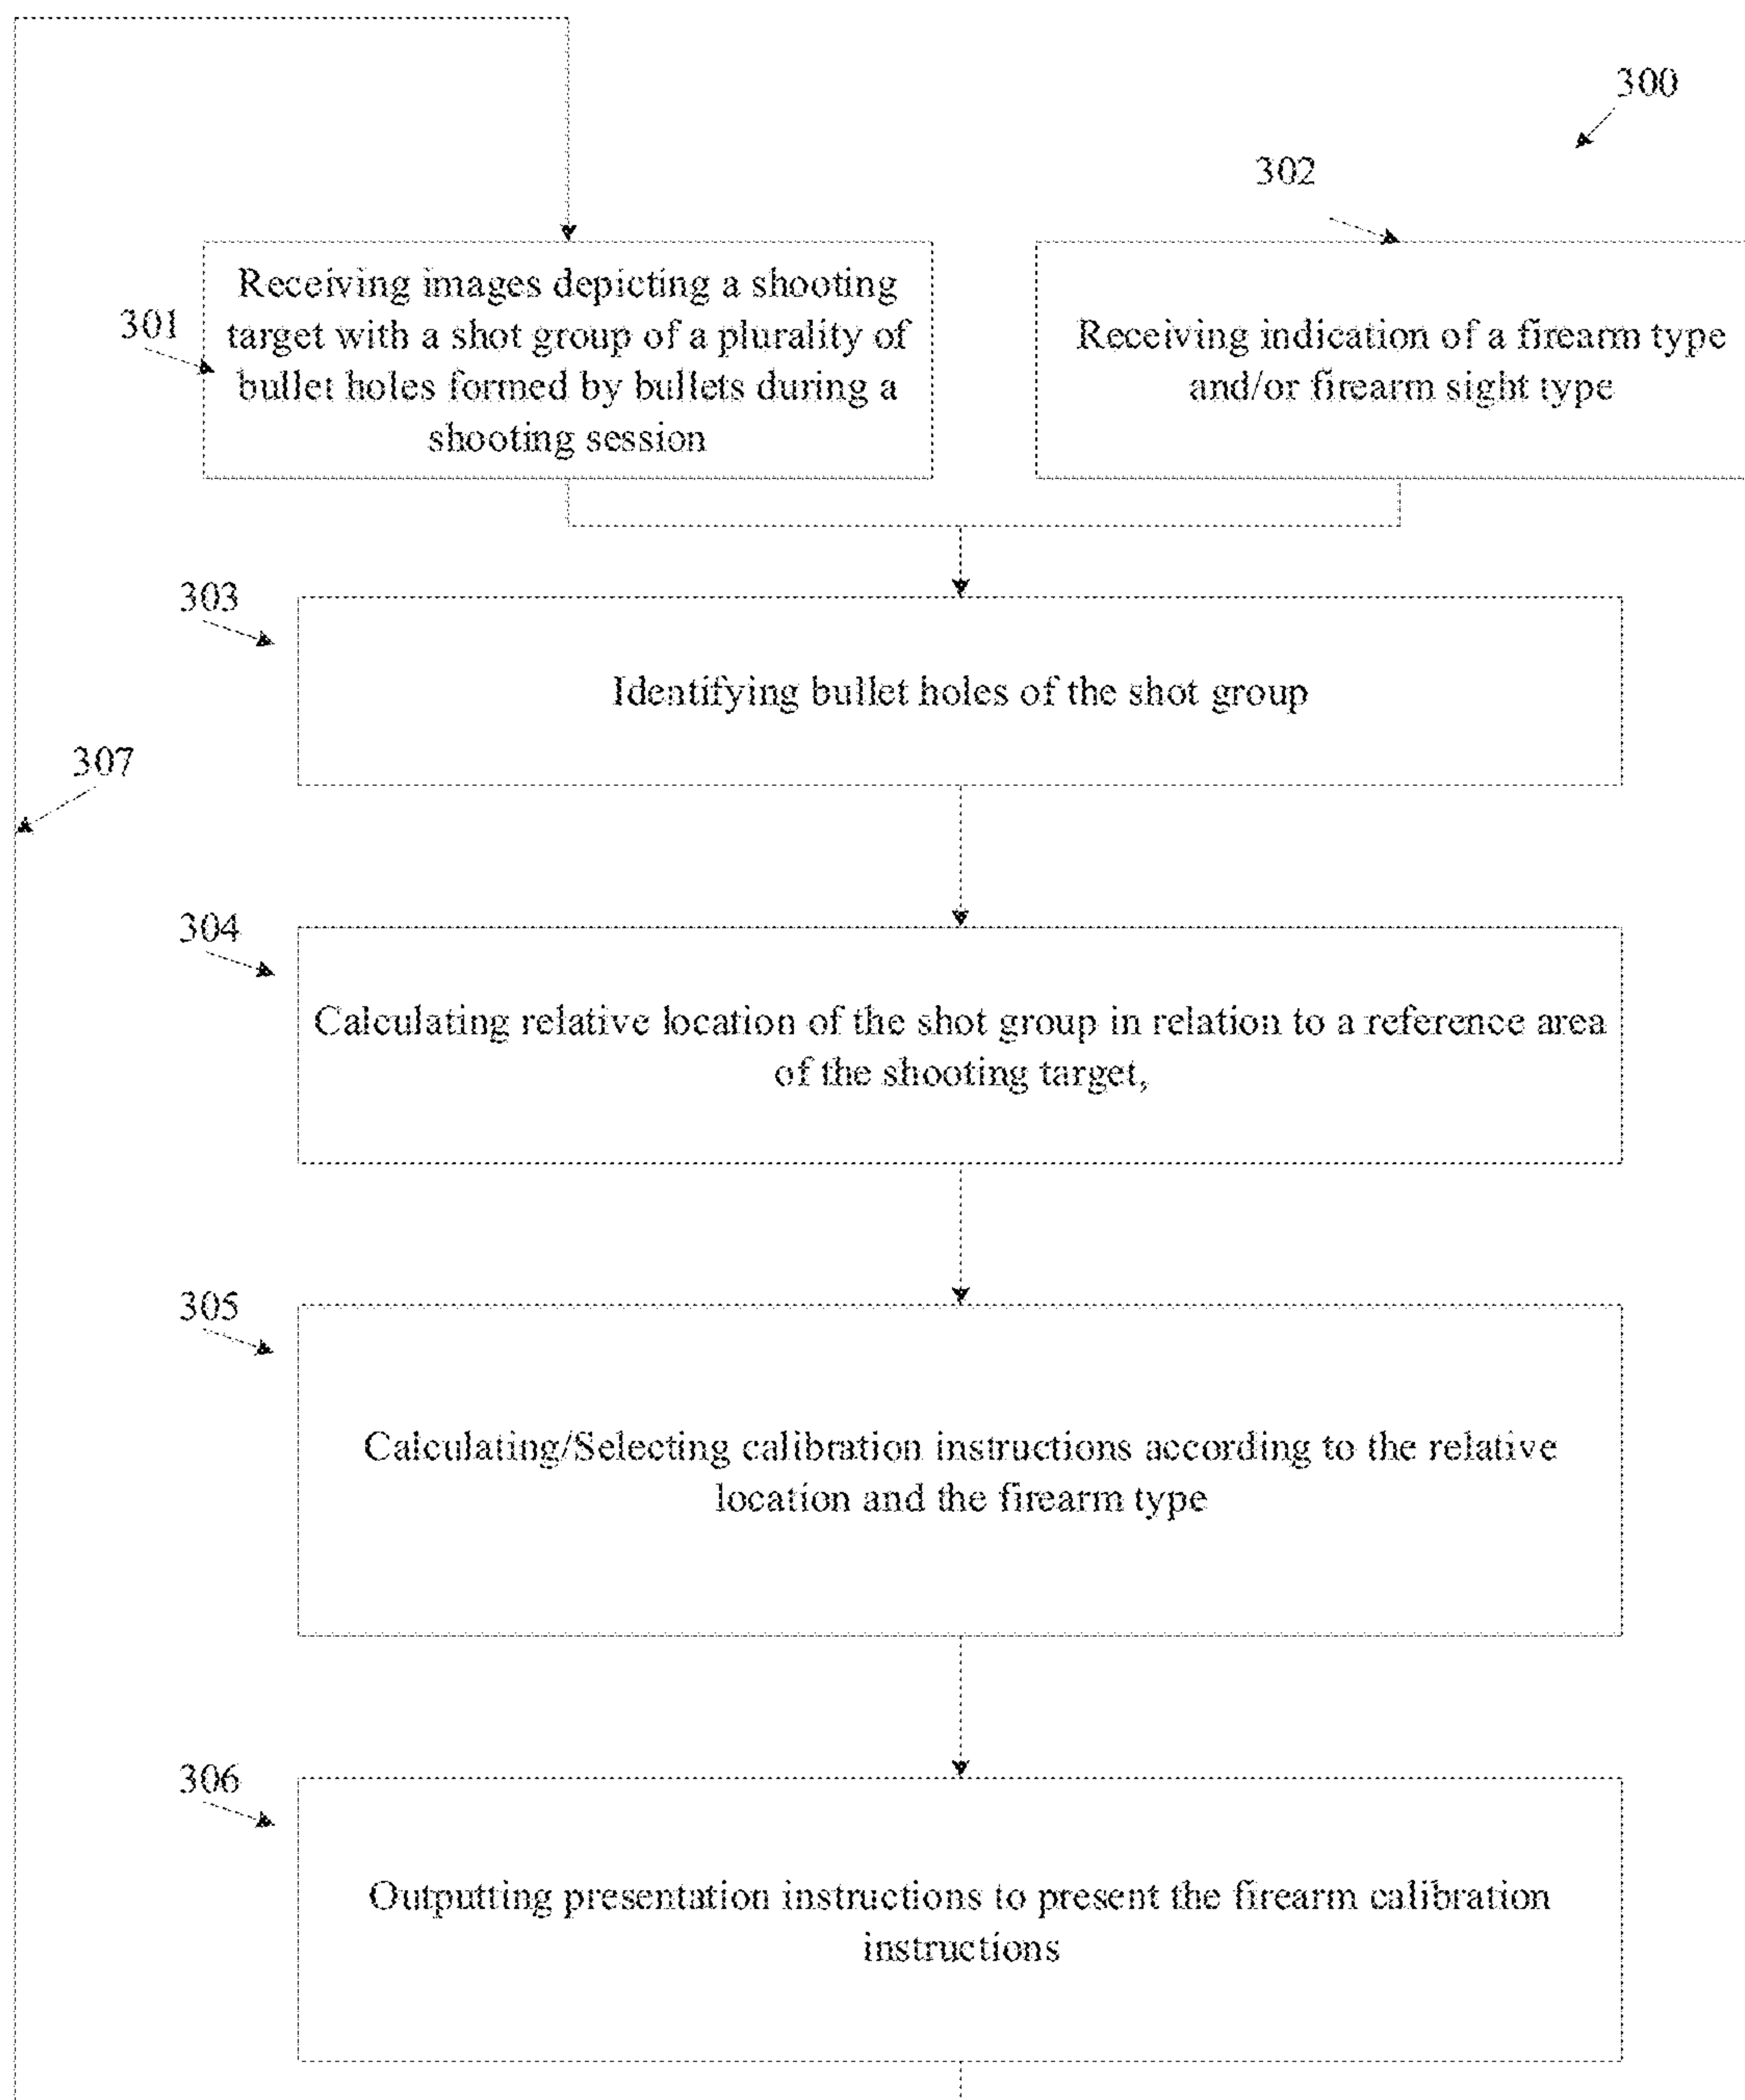 300
302
301
Receiving images depicting a shooting
target with a shot group of a plurality of
bullet holes formed by bullets during a
shooting session
Receiving indication of a firearm type
and/or firearm sight type
303
Identifying bullet holes of the shot group
307
304
Calculating relative location of the shot group in relation to a reference area
of the shooting target,
305
Calculating/Selecting calibration instructions according to the relative
location and the firearm type
306
Outputting presentation instructions to present the firearm calibration
instructions